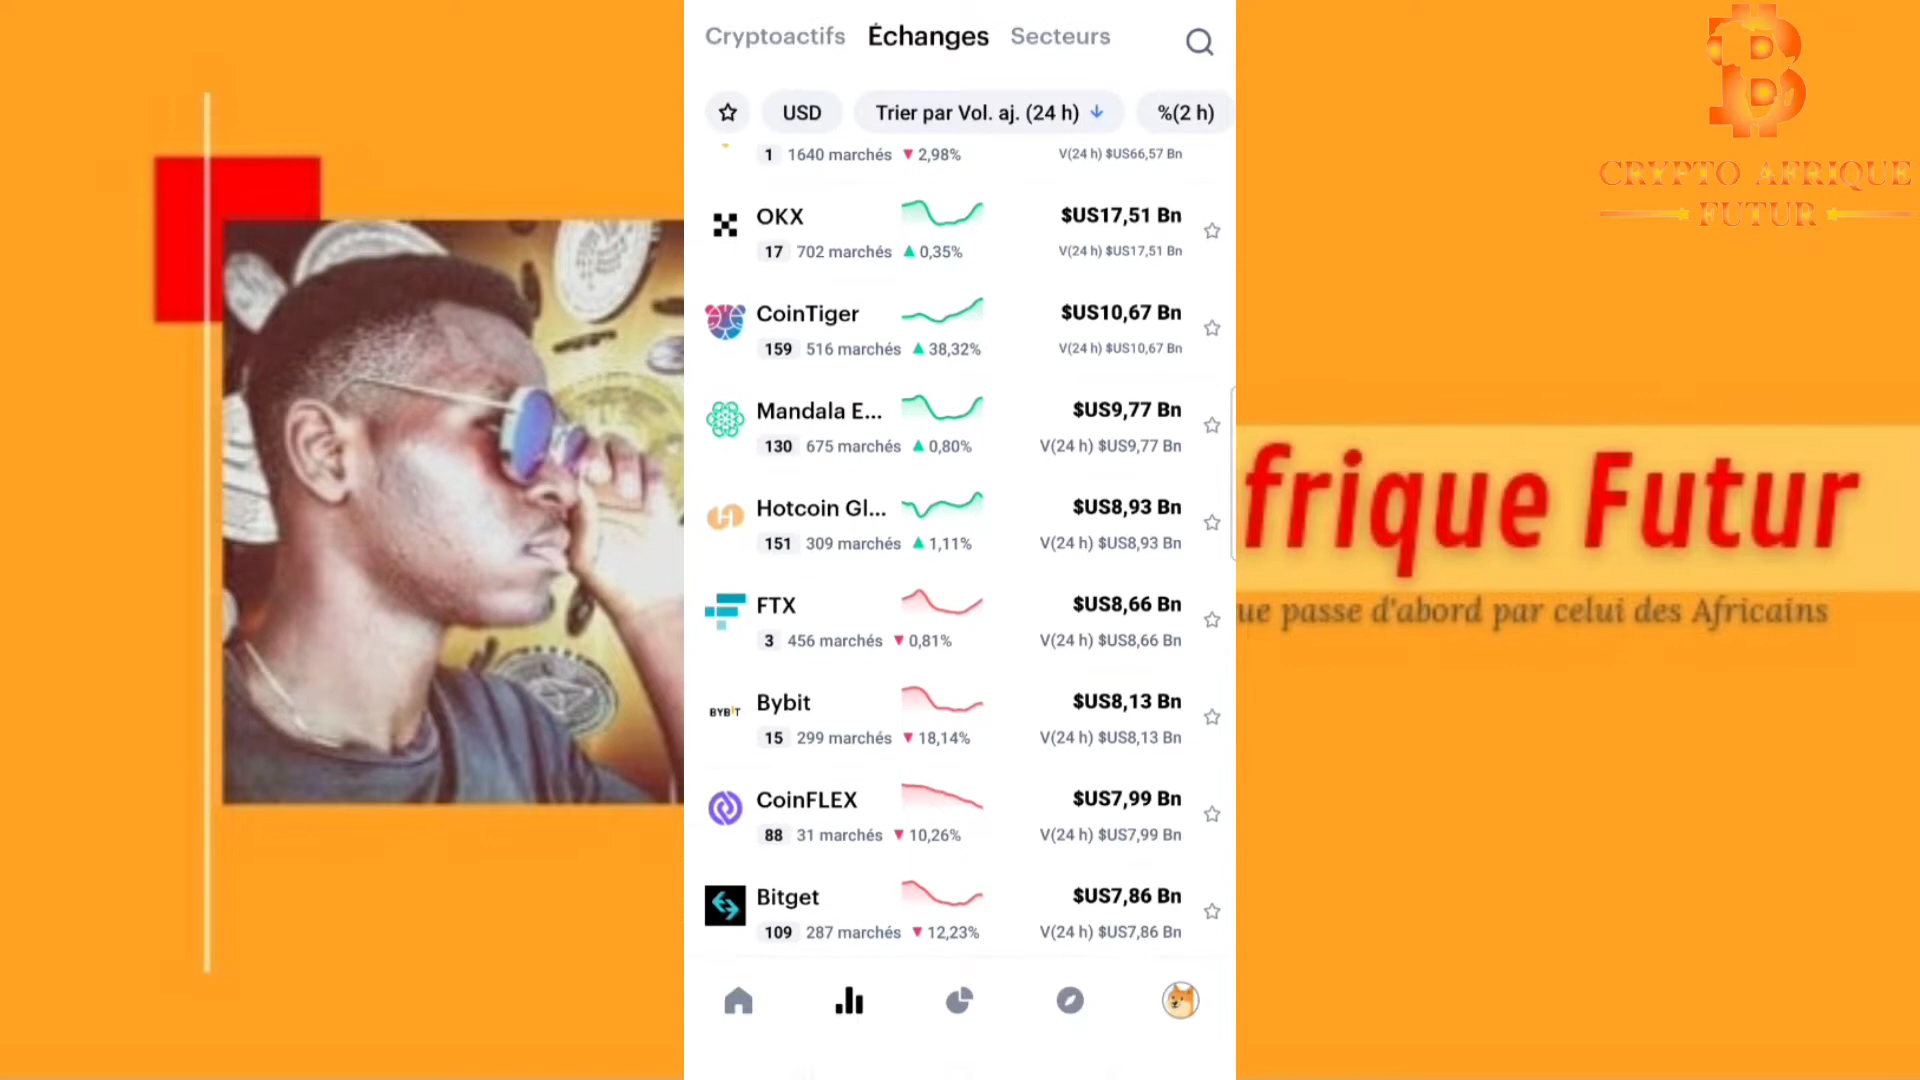 Cryptoactifs Échanges Secteurs
USD Trier par Vol. aj. (24 h) %(2 h)
1 1640 marchés 2,98% V(24 h) $US66,57 Bn
OKX $US17,51 Bn
17 702 marchés 0,35% V(24 h) $US17,51 Bn
CoinTiger $US10,67 Bn
159 516 marchés 38,32% V(24 h) $US10,67 Bn
Mandala E... $US9,77 Bn
130 675 marchés 0,80% V(24 h) $US9,77 Bn
Hotcoin Gl... $US8,93 Bn
151 309 marchés 1,11% V(24 h) $US8,93 Bn
FTX $US8,66 Bn
3 456 marchés 0,81% V(24 h) $US8,66 Bn
BYBIT Bybit $US8,13 Bn
15 299 marchés 18,14% V(24 h) $US8,13 Bn
CoinFLEX $US7,99 Bn
88 31 marchés 10,26% V(24 h) $US7,99 Bn
Bitget $US7,86 Bn
109 287 marchés 12,23% V(24 h) $US7,86 Bn
CRYPTO AFRIQUE
FUTUR
frique Futur
ue passe d'abord par celui des Africains